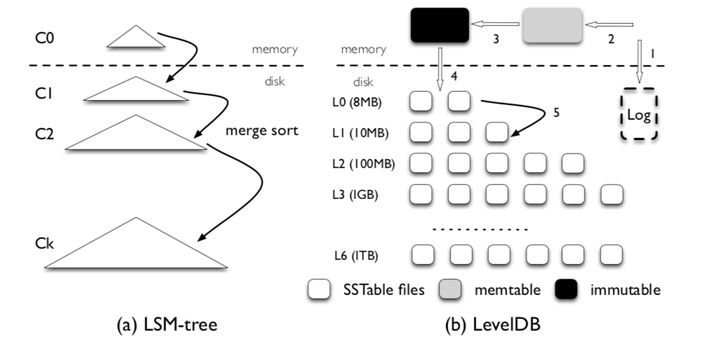 C0
memory
disk
C1
C2
merge sort
Ck
(a) LSM-tree
3
2
1
memory
disk
4
L0 (8MB)
5
L1 (10MB)
L2 (100MB)
L3 (1GB)
L6 (1TB)
Log
SSTable files
memtable
immutable
(b) LevelDB